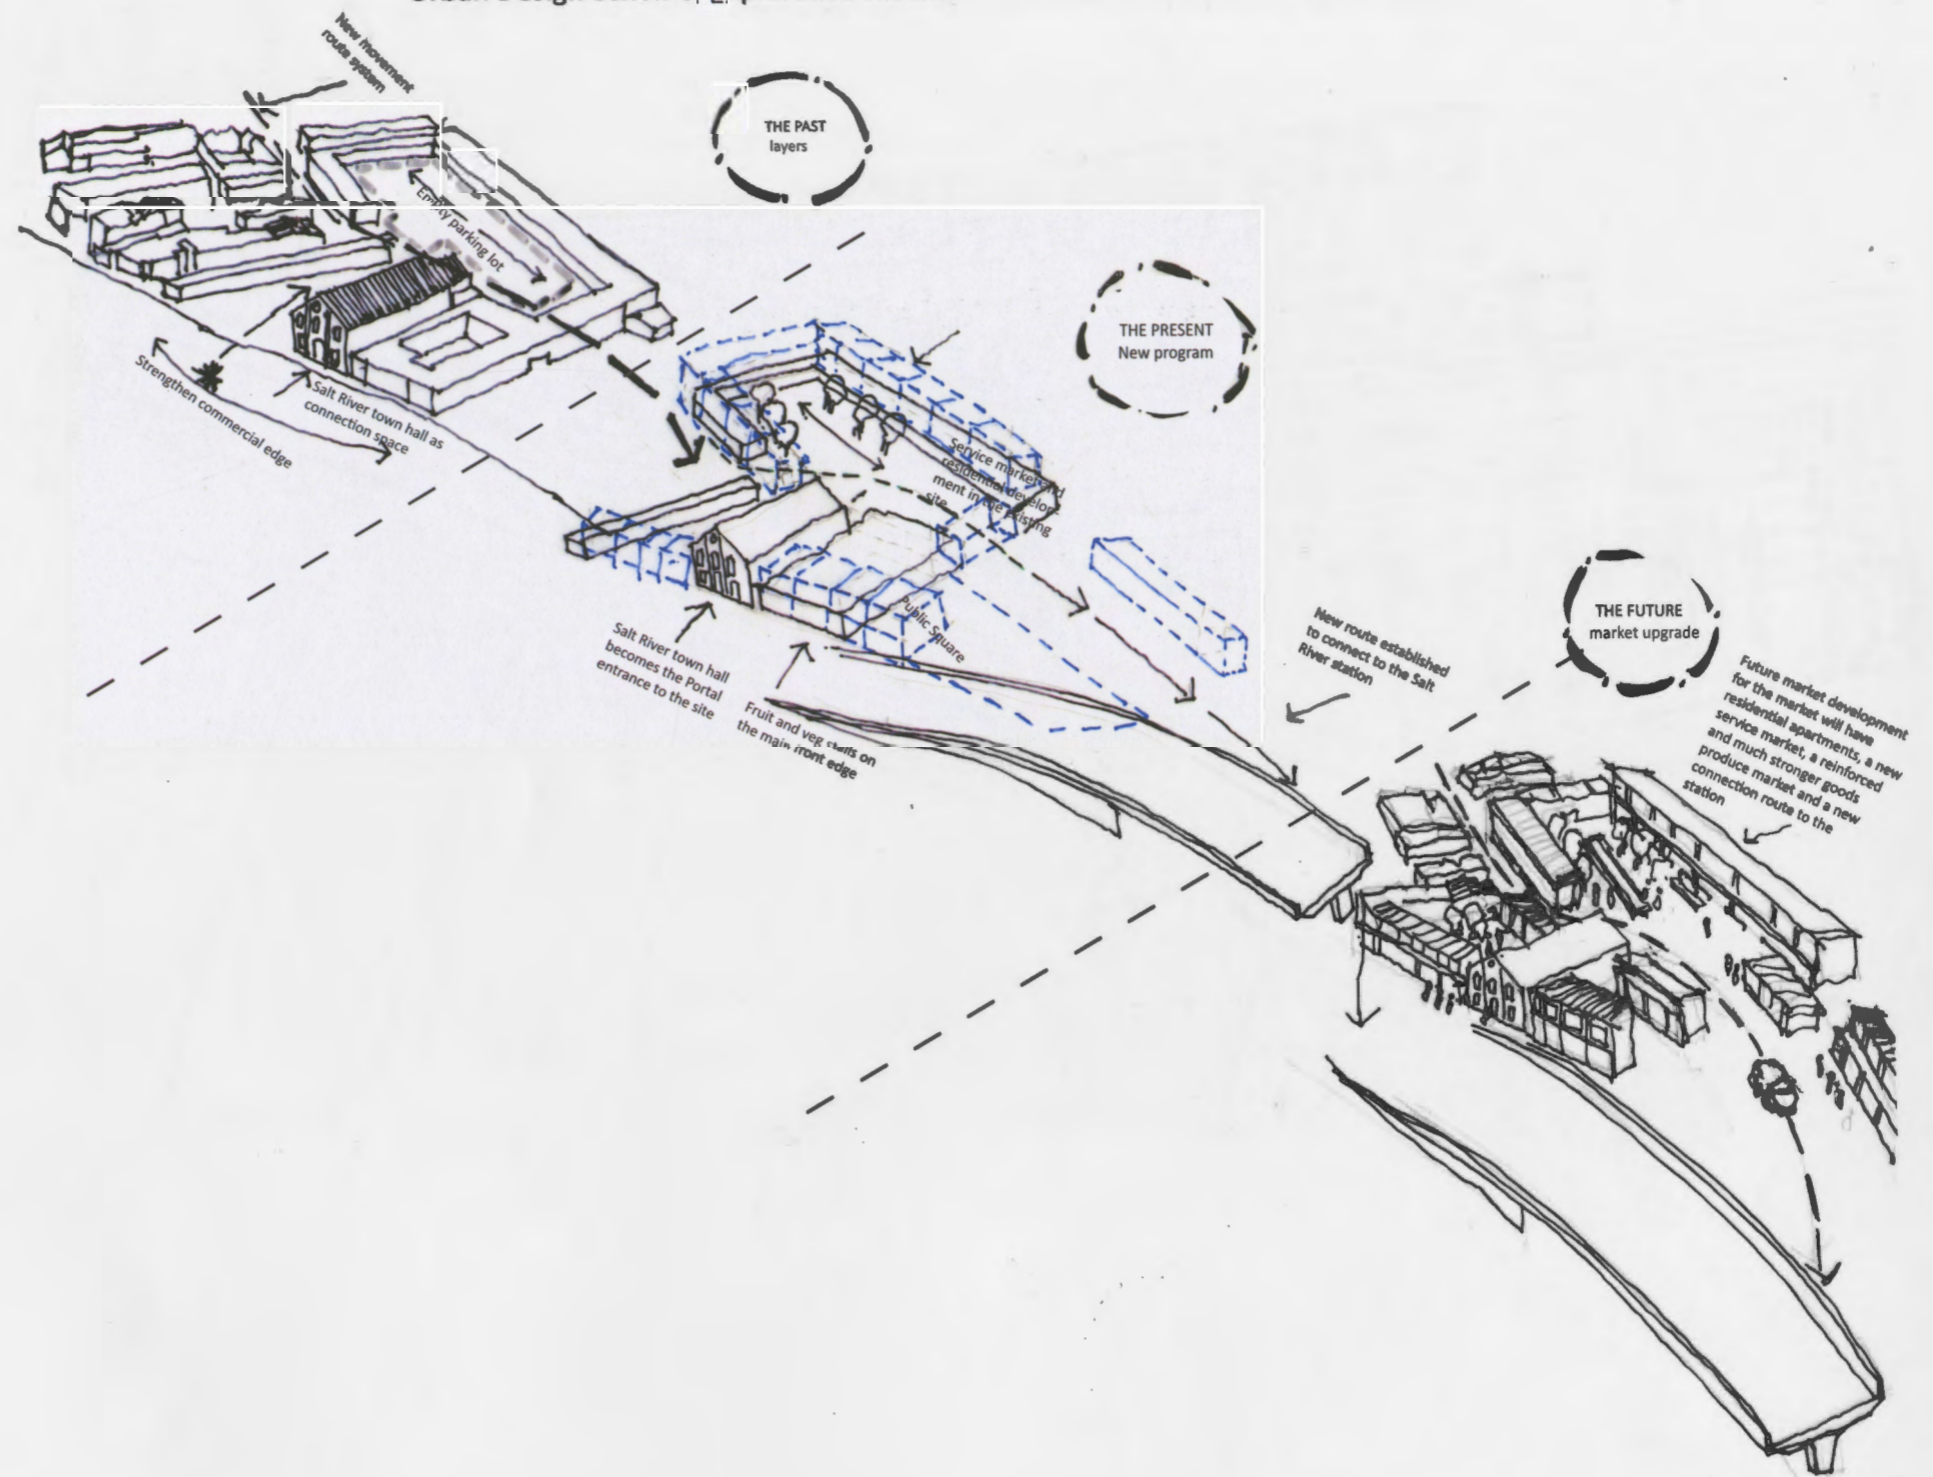 New movement
route system
THE PAST
layers
Empty parking lot
Strengthen commercial edge
Salt River town hall as
connection space
THE PRESENT
New program
Service market and
residential develop-
ment in the existing
site
Public Square
Salt River town hall
becomes the Portal
entrance to the site
Fruit and veg stalls on
the main front edge
New route established
to connect to the Salt
River station
THE FUTURE
market upgrade
Future market development
for the market will have
residential apartments, a new
service market, a reinforced
and much stronger goods
produce market and a new
connection route to the
station